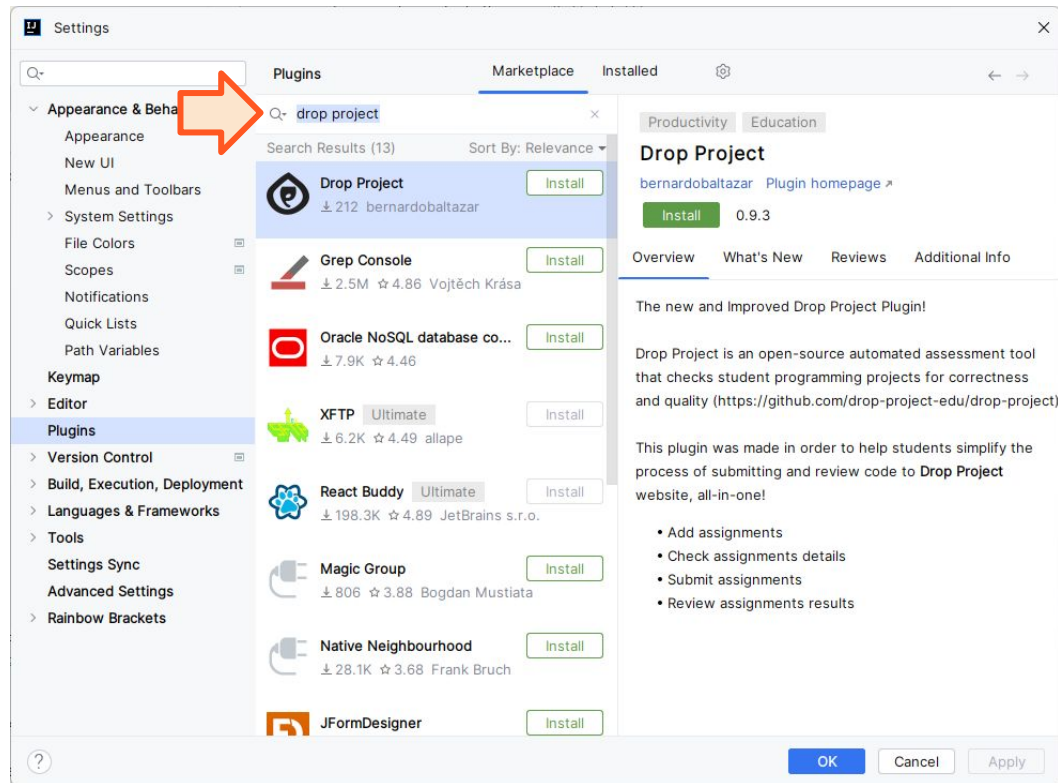 Settings
Plugins
Marketplace
Installed
Appearance & Beha
Appearance
New UI
Menus and Toolbars
System Settings
File Colors
Scopes
Notifications
Quick Lists
Path Variables
Keymap
Editor
Plugins
Version Control
Build, Execution, Deployment
Languages & Frameworks
Tools
Settings Sync
Advanced Settings
Rainbow Brackets
drop project
Search Results (13) Sort By: Relevance
Drop Project Install
212 bernardobaltazar
Grep Console Install
2.5M 4.86 Vojtěch Krása
Oracle NoSQL database co... Install
7.9K 4.46
XFTP Ultimate Install
6.2K 4.49 allape
React Buddy Ultimate Install
198.3K 4.89 JetBrains s.r.o.
Magic Group Install
806 3.88 Bogdan Mustiata
Native Neighbourhood Install
28.1K 3.68 Frank Bruch
JFormDesigner Install
Productivity Education
Drop Project
bernardobaltazar Plugin homepage
Install 0.9.3
Overview What's New Reviews Additional Info
The new and Improved Drop Project Plugin!
Drop Project is an open-source automated assessment tool
that checks student programming projects for correctness
and quality (https://github.com/drop-project-edu/drop-project)
This plugin was made in order to help students simplify the
process of submitting and review code to Drop Project
website, all-in-one!
• Add assignments
• Check assignments details
• Submit assignments
• Review assignments results
?
OK Cancel Apply